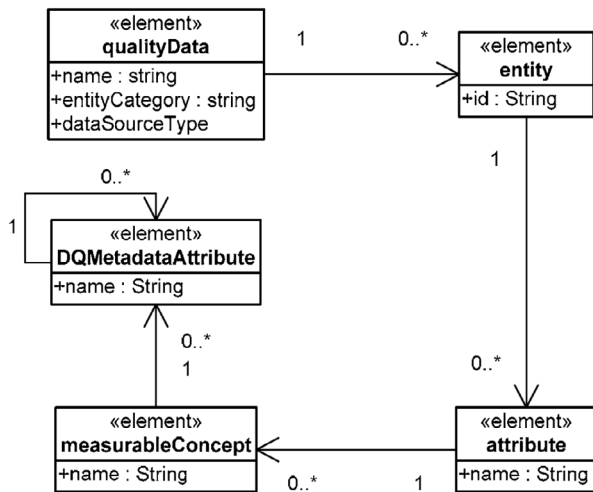 «element»
qualityData
+name : string
+entityCategory : string
+dataSourceType
1
0..*
«element»
entity
+id : String
1
0..*
0..*
1
«element»
DQMetadataAttribute
+name : String
0..*
1
«element»
measurableConcept
+name : String
0..*
1
«element»
attribute
+name : String